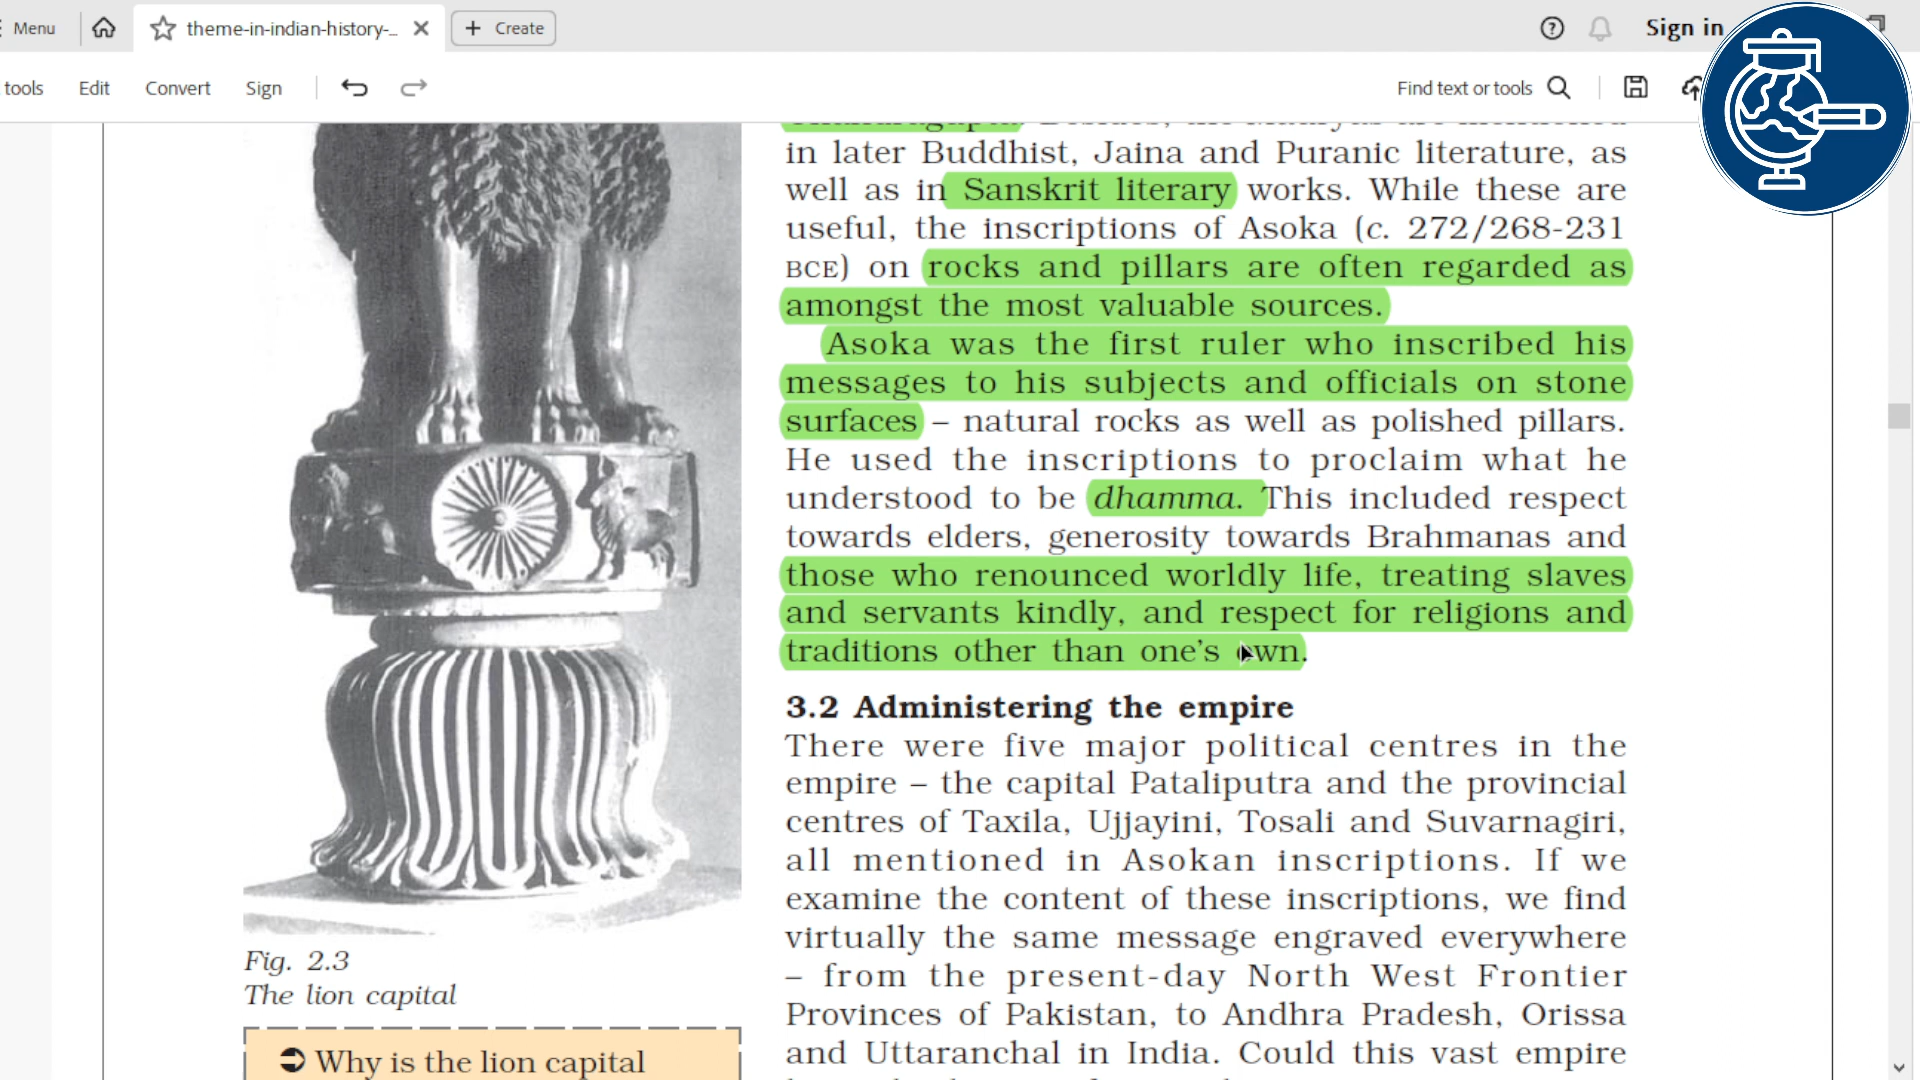 Menu
theme-in-indian-history-_
Create
Sign in
tools
Edit
Convert
Sign
Find text or tools
in later Buddhist, Jaina and Puranic literature, as
well as in Sanskrit literary works. While these are
useful, the inscriptions of Asoka (c. 272/268-231
BCE) on rocks and pillars are often regarded as
amongst the most valuable sources.
Asoka was the first ruler who inscribed his
messages to his subjects and officials on stone
surfaces – natural rocks as well as polished pillars.
He used the inscriptions to proclaim what he
understood to be dhamma. This included respect
towards elders, generosity towards Brahmanas and
those who renounced worldly life, treating slaves
and servants kindly, and respect for religions and
traditions other than one's own.
3.2 Administering the empire
There were five major political centres in the
empire – the capital Pataliputra and the provincial
centres of Taxila, Ujjayini, Tosali and Suvarnagiri,
all mentioned in Asokan inscriptions. If we
examine the content of these inscriptions, we find
virtually the same message engraved everywhere
– from the present-day North West Frontier
Provinces of Pakistan, to Andhra Pradesh, Orissa
and Uttaranchal in India. Could this vast empire
Fig. 2.3
The lion capital
Why is the lion capital